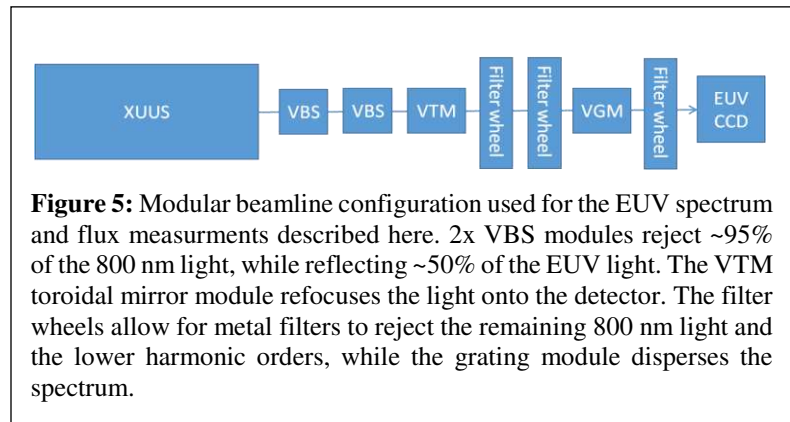 XUUS
VBS
VBS
VTM
Filter wheel
Filter wheel
VGM
Filter wheel
EUV
CCD
Figure 5: Modular beamline configuration used for the EUV spectrum
and flux measurments described here. 2x VBS modules reject ~95%
of the 800 nm light, while reflecting ~50% of the EUV light. The VTM
toroidal mirror module refocuses the light onto the detector. The filter
wheels allow for metal filters to reject the remaining 800 nm light and
the lower harmonic orders, while the grating module disperses the
spectrum.